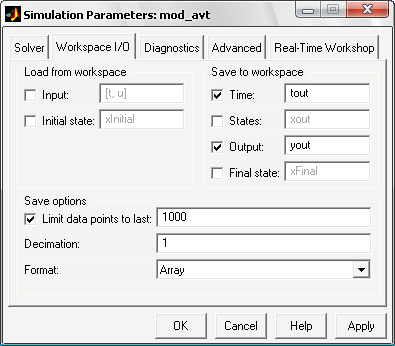 Simulation Parameters: mod_avt
Solver Workspace I/O Diagnostics Advanced Real-Time Workshop
Load from workspace
Input: [t, u]
Initial state: xInitial
Save to workspace
Time: tout
States: xout
Output: yout
Final state: xFinal
Save options
Limit data points to last: 1000
Decimation: 1
Format: Array
OK Cancel Help Apply